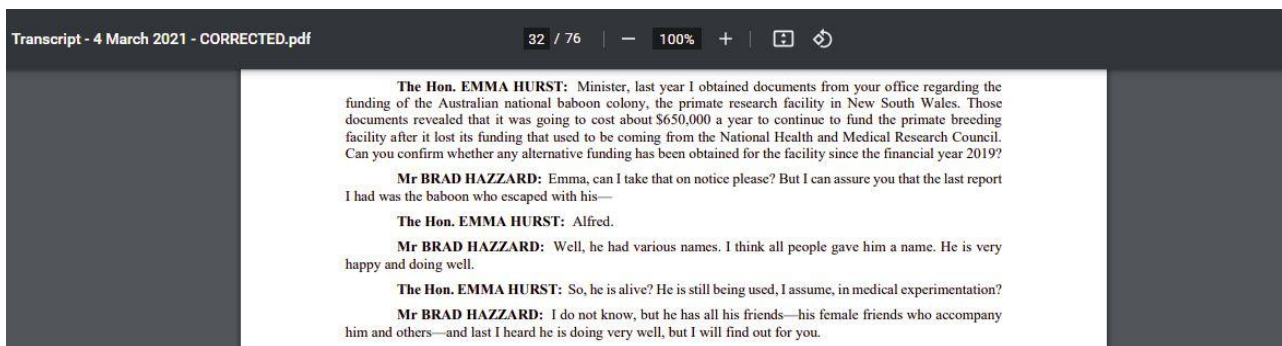 Transcript - 4 March 2021 - CORRECTED.pdf
32 / 76 | − 100% + |
The Hon. EMMA HURST: Minister, last year I obtained documents from your office regarding the
funding of the Australian national baboon colony, the primate research facility in New South Wales. Those
documents revealed that it was going to cost about $650,000 a year to continue to fund the primate breeding
facility after it lost its funding that used to be coming from the National Health and Medical Research Council.
Can you confirm whether any alternative funding has been obtained for the facility since the financial year 2019?
Mr BRAD HAZZARD: Emma, can I take that on notice please? But I can assure you that the last report
I had was the baboon who escaped with his—
The Hon. EMMA HURST: Alfred.
Mr BRAD HAZZARD: Well, he had various names. I think all people gave him a name. He is very
happy and doing well.
The Hon. EMMA HURST: So, he is alive? He is still being used, I assume, in medical experimentation?
Mr BRAD HAZZARD: I do not know, but he has all his friends—his female friends who accompany
him and others—and last I heard he is doing very well, but I will find out for you.